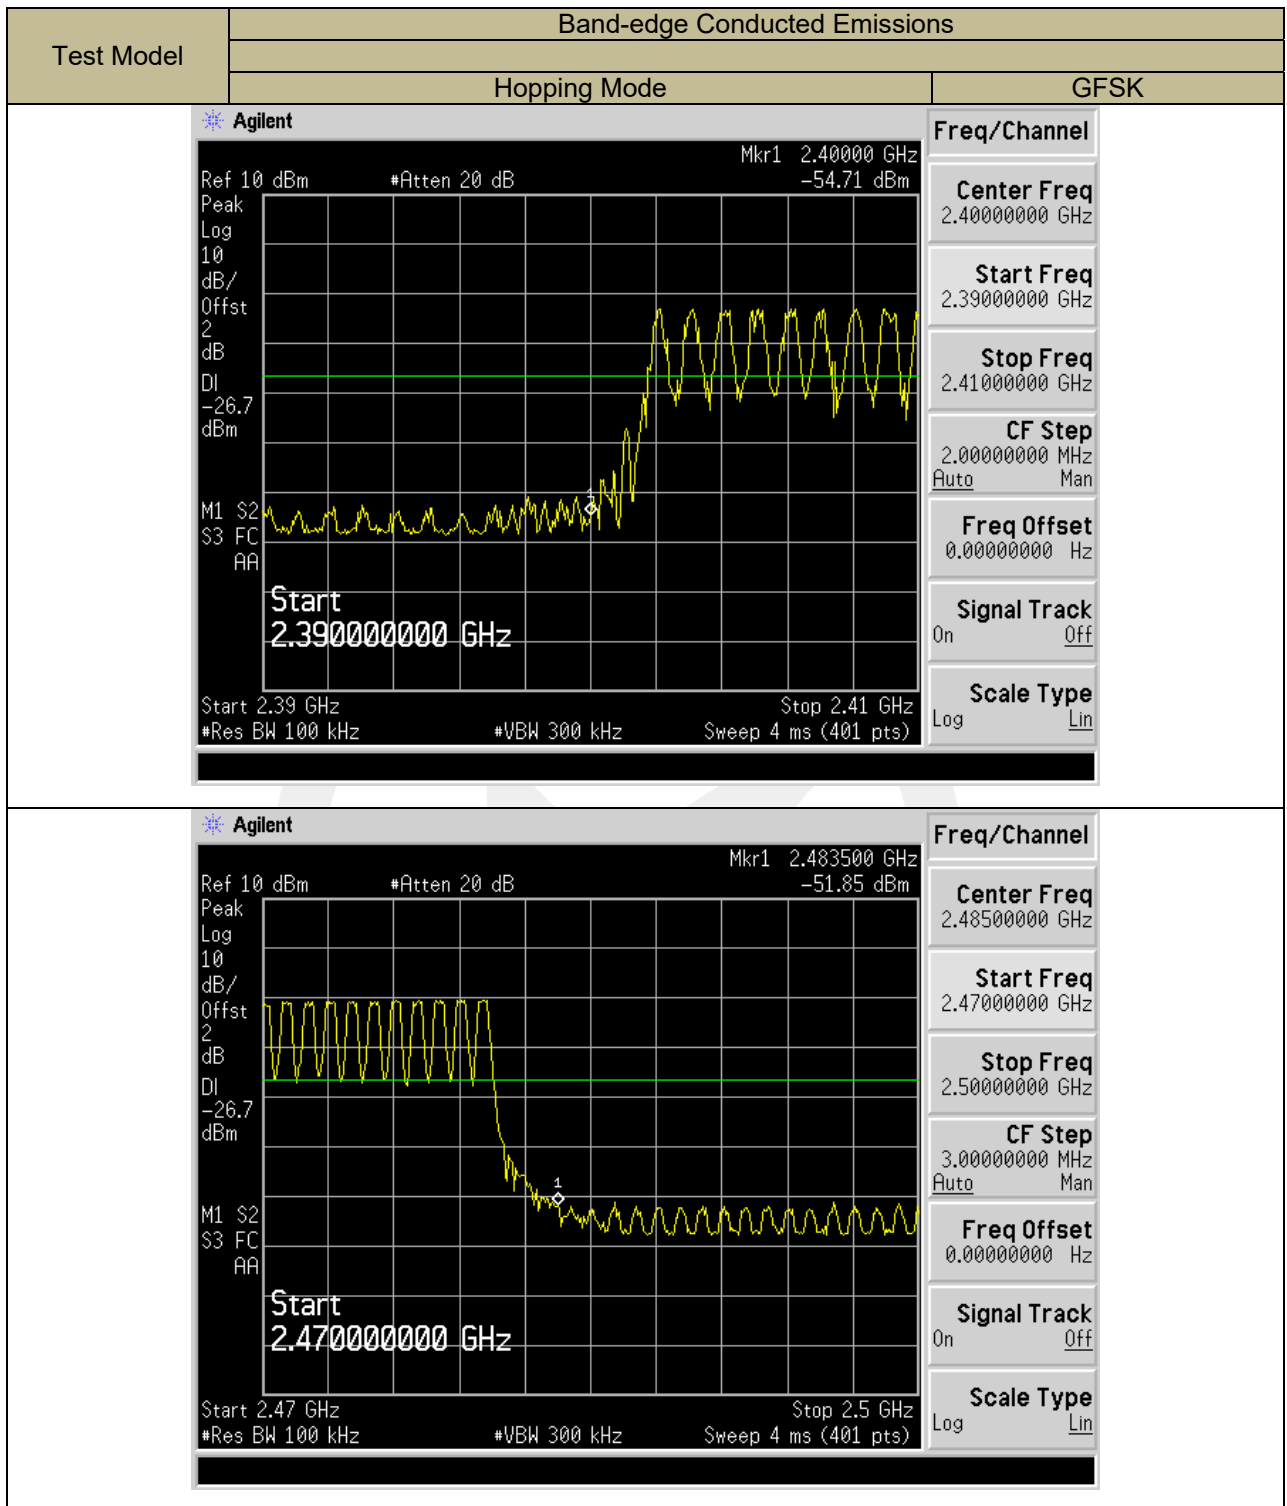 Test Model
Band-edge Conducted Emissions
Hopping Mode
GFSK
Agilent
Mkr1 2.40000 GHz
Ref 10 dBm #Atten 20 dB -54.71 dBm
Peak
Log
10
dB/
Offst
2
dB
DI
-26.7
dBm
M1 S2
S3 FC
AA
1
Start
2.390000000 GHz
Start 2.39 GHz Stop 2.41 GHz
#Res BW 100 kHz #VBW 300 kHz Sweep 4 ms (401 pts)
Freq/Channel
Center Freq
2.40000000 GHz
Start Freq
2.39000000 GHz
Stop Freq
2.41000000 GHz
CF Step
2.00000000 MHz
Auto Man
Freq Offset
0.00000000 Hz
Signal Track
On Off
Scale Type
Log Lin
Agilent
Mkr1 2.483500 GHz
Ref 10 dBm #Atten 20 dB -51.85 dBm
Peak
Log
10
dB/
Offst
2
dB
DI
-26.7
dBm
M1 S2
S3 FC
AA
1
Start
2.470000000 GHz
Start 2.47 GHz Stop 2.5 GHz
#Res BW 100 kHz #VBW 300 kHz Sweep 4 ms (401 pts)
Freq/Channel
Center Freq
2.48500000 GHz
Start Freq
2.47000000 GHz
Stop Freq
2.50000000 GHz
CF Step
3.00000000 MHz
Auto Man
Freq Offset
0.00000000 Hz
Signal Track
On Off
Scale Type
Log Lin